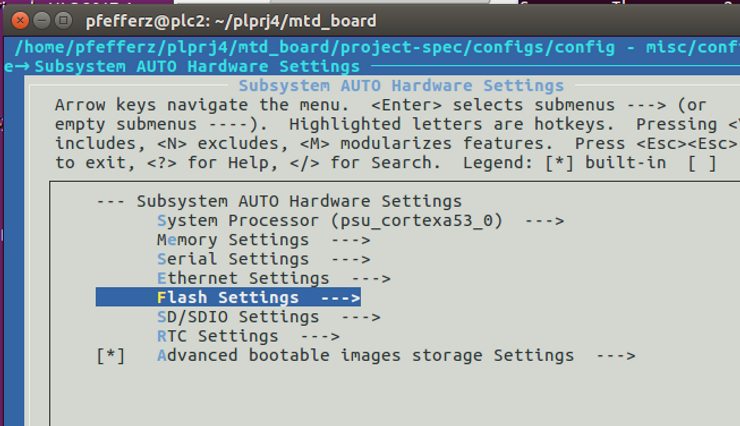 pfefferz@plc2: ~/plprj4/mtd_board
/home/pfefferz/plprj4/mtd_board/project-spec/configs/config - misc/conf
e→ Subsystem AUTO Hardware Settings
Subsystem AUTO Hardware Settings
Arrow keys navigate the menu.  <Enter> selects submenus ---> (or
empty submenus ----).  Highlighted letters are hotkeys.  Pressing <
includes, <N> excludes, <M> modularizes features.  Press <Esc><Esc>
to exit, <?> for Help, </> for Search.  Legend: [*] built-in  [ ]
--- Subsystem AUTO Hardware Settings
System Processor (psu_cortexa53_0)  --->
Memory Settings  --->
Serial Settings  --->
Ethernet Settings  --->
Flash Settings  --->
SD/SDIO Settings  --->
RTC Settings  --->
[*]   Advanced bootable images storage Settings  --->